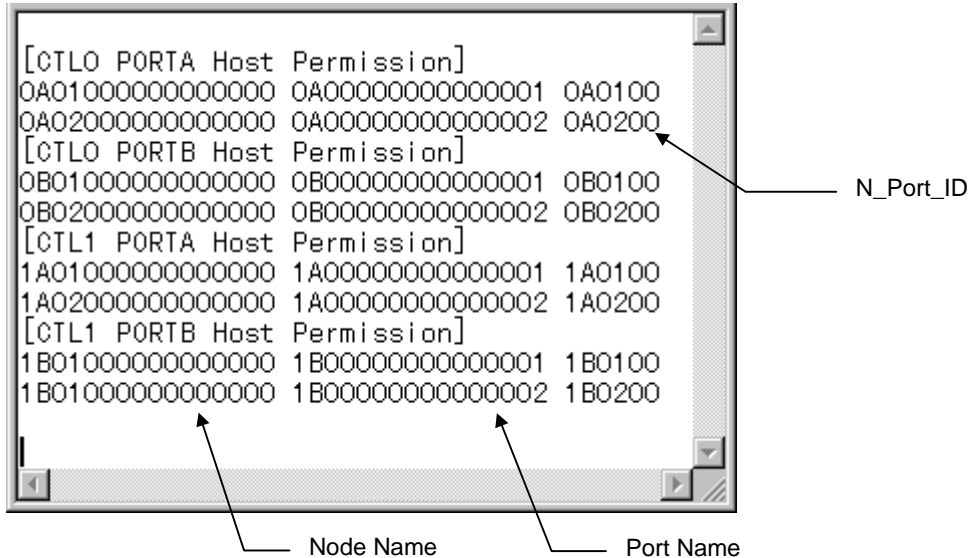 [CTL0 PORTA Host Permission]
0A01000000000000 0A00000000000001 0A0100
0A02000000000000 0A00000000000002 0A0200
[CTL0 PORTB Host Permission]
0B01000000000000 0B00000000000001 0B0100
0B02000000000000 0B00000000000002 0B0200
N_Port_ID
[CTL1 PORTA Host Permission]
1A01000000000000 1A00000000000001 1A0100
1A02000000000000 1A00000000000002 1A0200
[CTL1 PORTB Host Permission]
1B01000000000000 1B00000000000001 1B0100
1B01000000000000 1B00000000000002 1B0200
Node Name
Port Name